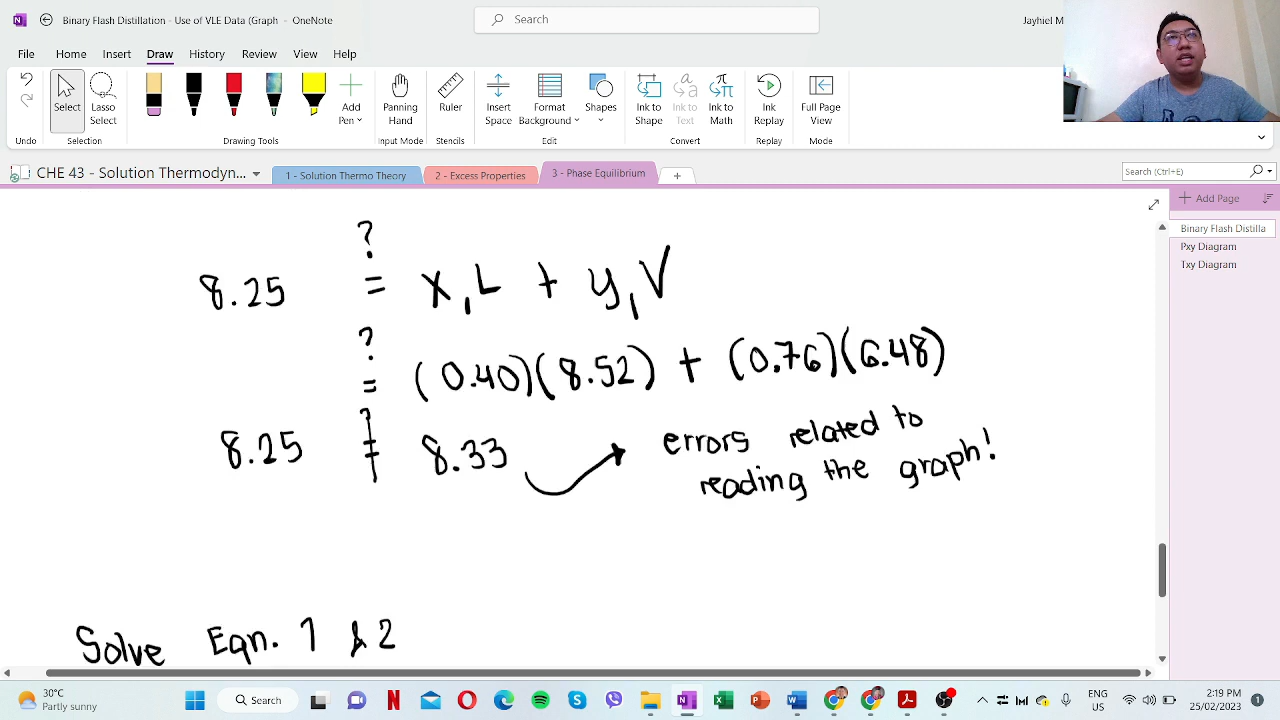 Binary Flash Distillation - Use of VLE Data (Graph - OneNote
Search
Jayhiel M
File Home Insert Draw History Review View Help
Undo
Select
Lasso Select
Add Pen
Panning Hand
Ruler
Insert Space
Format Background
Shapes
Ink to Shape
Ink to Text
Ink to Math
Ink Replay
Full Page View
Undo Selection Drawing Tools Input Mode Stencils Edit Convert Replay View
CHE 43 - Solution Thermodyn...
1 - Solution Thermo Theory
2 - Excess Properties
3 - Phase Equilibrium
Search (Ctrl+E)
Add Page
Binary Flash Distilla
Pxy Diagram
Txy Diagram
?
8.25 = x₁L + y₁V
?
= (0.40)(8.52) + (0.76)(6.48)
8.25 ≠ 8.33
errors related to
reading the graph!
Solve Eqn. 1 & 2
30°C
Partly sunny
Search
ENG
US
2:19 PM
25/02/2023
1